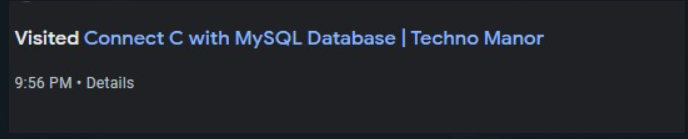 Visited Connect C with MySQL Database | Techno Manor
9:56 PM • Details